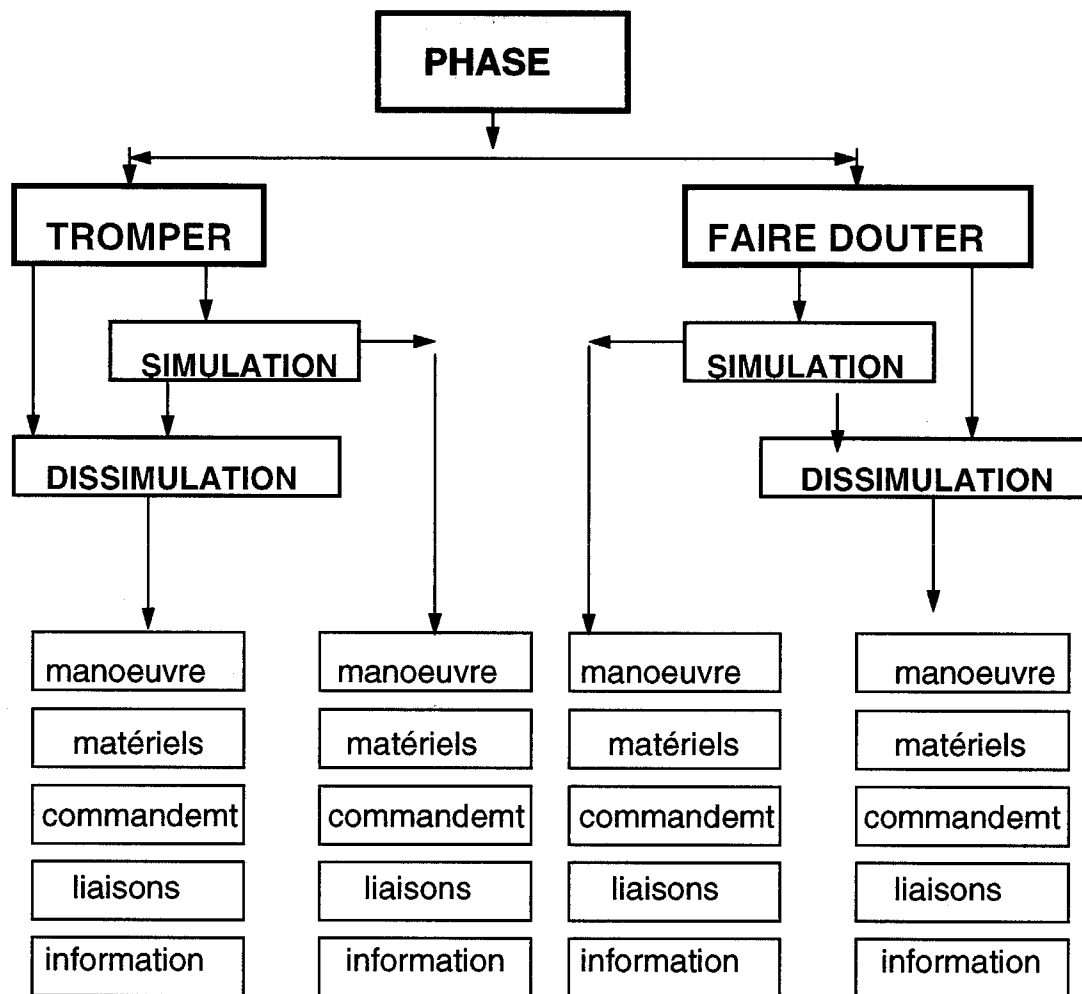 PHASE
TROMPER
FAIRE DOUTER
SIMULATION
SIMULATION
DISSIMULATION
DISSIMULATION
manoeuvre
manoeuvre
manoeuvre
manoeuvre
matériels
matériels
matériels
matériels
commandemt
commandemt
commandemt
commandemt
liaisons
liaisons
liaisons
liaisons
information
information
information
information